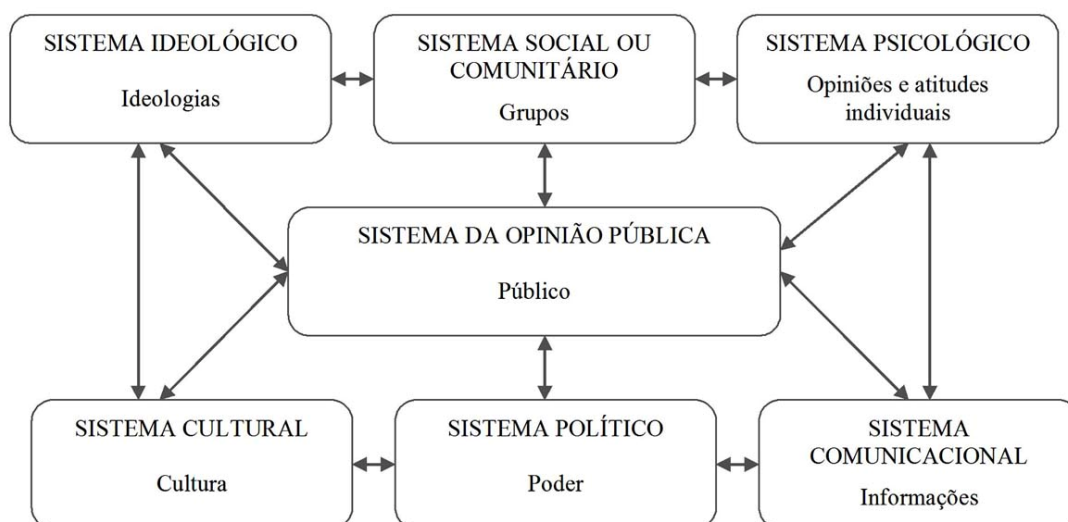 SISTEMA IDEOLÓGICO
Ideologias
SISTEMA SOCIAL OU
COMUNITÁRIO
Grupos
SISTEMA PSICOLÓGICO
Opiniões e atitudes
individuais
SISTEMA DA OPINIÃO PÚBLICA
Público
SISTEMA CULTURAL
Cultura
SISTEMA POLÍTICO
Poder
SISTEMA
COMUNICACIONAL
Informações